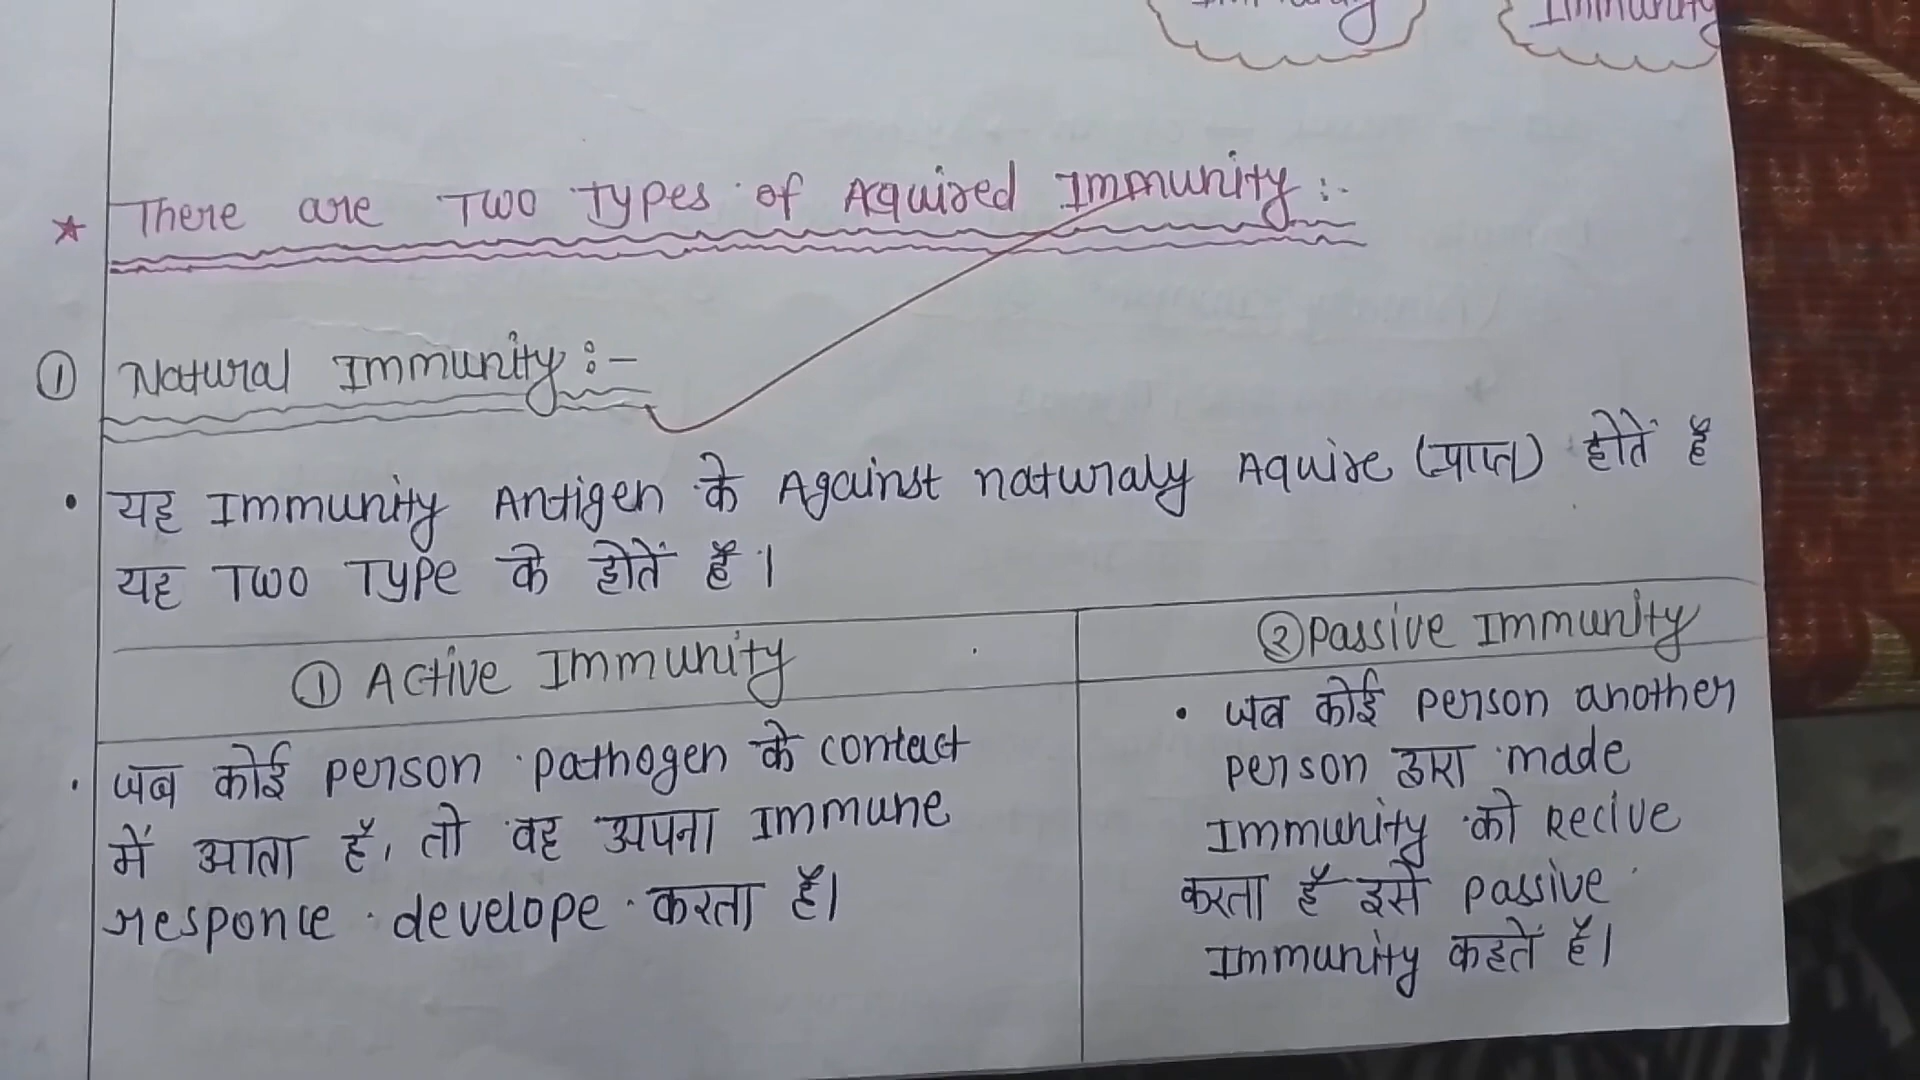 Immunity
★ There are Two Types of Aquired Immunity :-
① Natural Immunity :-
• यह Immunity Antigen के Against naturaly Aquire (प्राप्त) होतें हैं
यह Two Type के होतें हैं।
① Active Immunity
• जब कोई person pathogen के contact
में आता हैं, तो वह अपना Immune
responce develope करता हैं।
② Passive Immunity
• जब कोई person another
person द्वारा made
Immunity को Recive
करता हैं इसे passive
Immunity कहतें हैं।